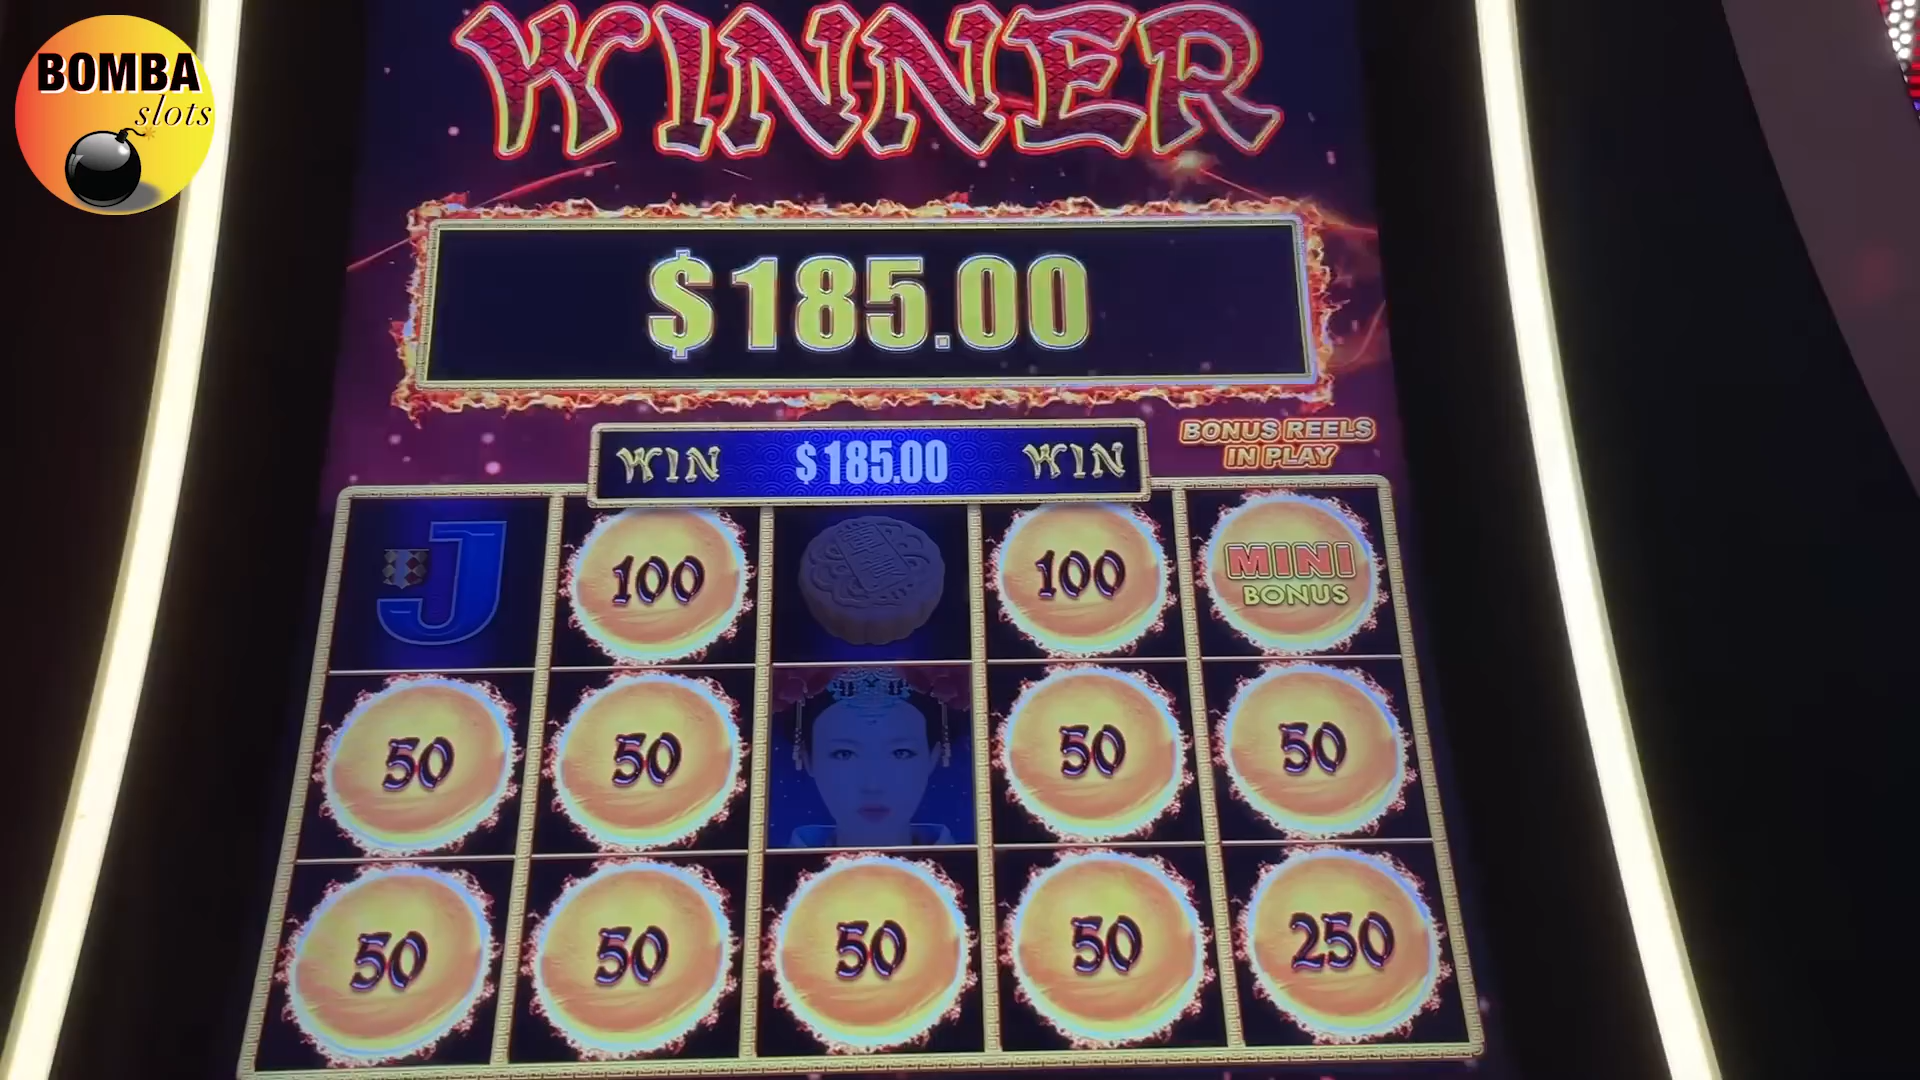 BOMBA
slots
WINNER
$185.00
WIN $185.00 WIN
BONUS REELS
IN PLAY
J 100 100 MINI
BONUS
50 50 50 50
50 50 50 50 250